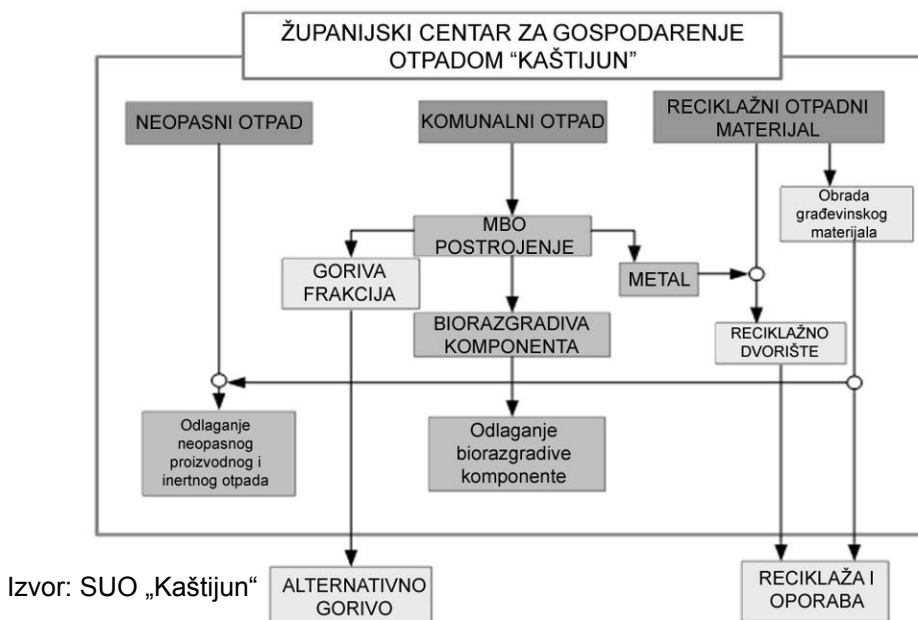 ŽUPANIJSKI CENTAR ZA GOSPODARENJE
OTPADOM “KAŠTIJUN”
NEOPASNI OTPAD
KOMUNALNI OTPAD
RECIKLAŽNI OTPADNI
MATERIJAL
Obrada
građevinskog
materijala
MBO
POSTROJENJE
GORIVA
FRAKCIJA
METAL
BIORAZGRADIVA
KOMPONENTA
RECIKLAŽNO
DVORIŠTE
Odlaganje
neopasnog
proizvodnog i
inertnog otpada
Odlaganje
biorazgradive
komponente
Izvor: SUO „Kaštijun“
ALTERNATIVNO
GORIVO
RECIKLAŽA I
OPORABA